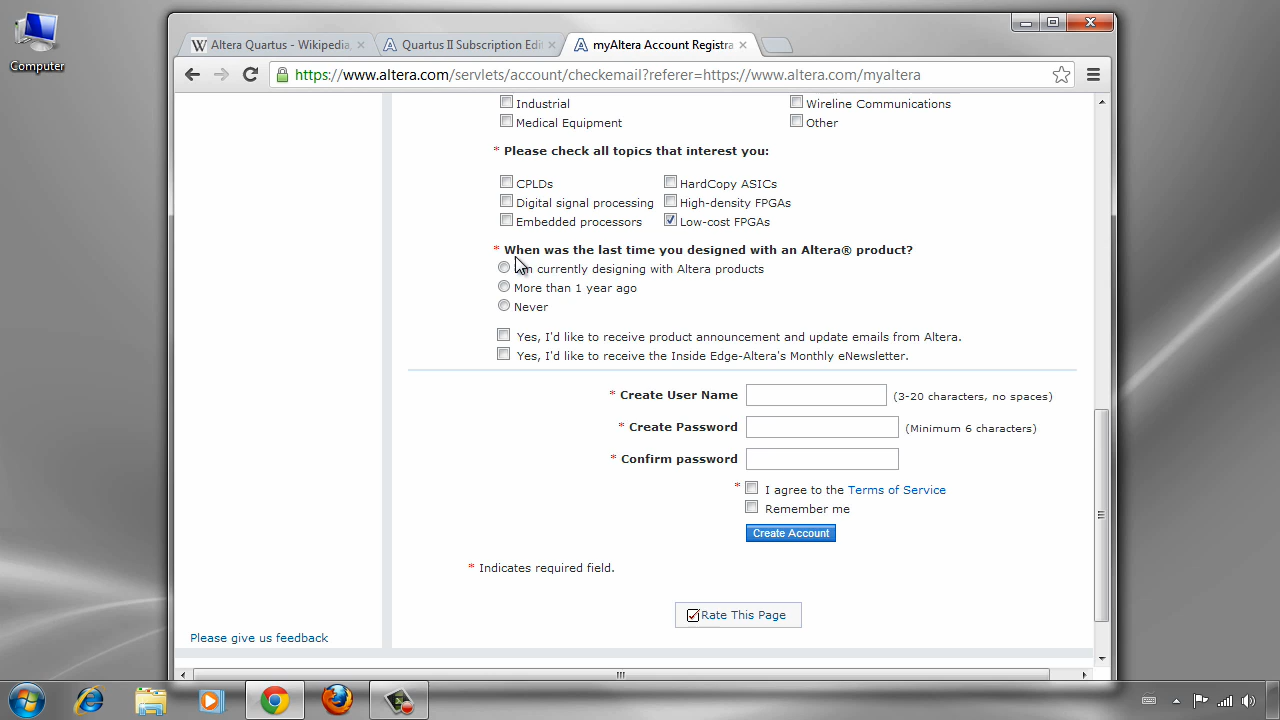 Computer
Altera Quartus - Wikipedia,
Quartus II Subscription Edit
myAltera Account Registra
https://www.altera.com/servlets/account/checkemail?referer=https://www.altera.com/myaltera
Industrial
Wireline Communications
Medical Equipment
Other
* Please check all topics that interest you:
CPLDs
HardCopy ASICs
Digital signal processing
High-density FPGAs
Embedded processors
Low-cost FPGAs
* When was the last time you designed with an Altera® product?
currently designing with Altera products
More than 1 year ago
Never
Yes, I'd like to receive product announcement and update emails from Altera.
Yes, I'd like to receive the Inside Edge-Altera's Monthly eNewsletter.
* Create User Name
(3-20 characters, no spaces)
* Create Password
(Minimum 6 characters)
* Confirm password
* I agree to the Terms of Service
Remember me
Create Account
* Indicates required field.
Rate This Page
Please give us feedback